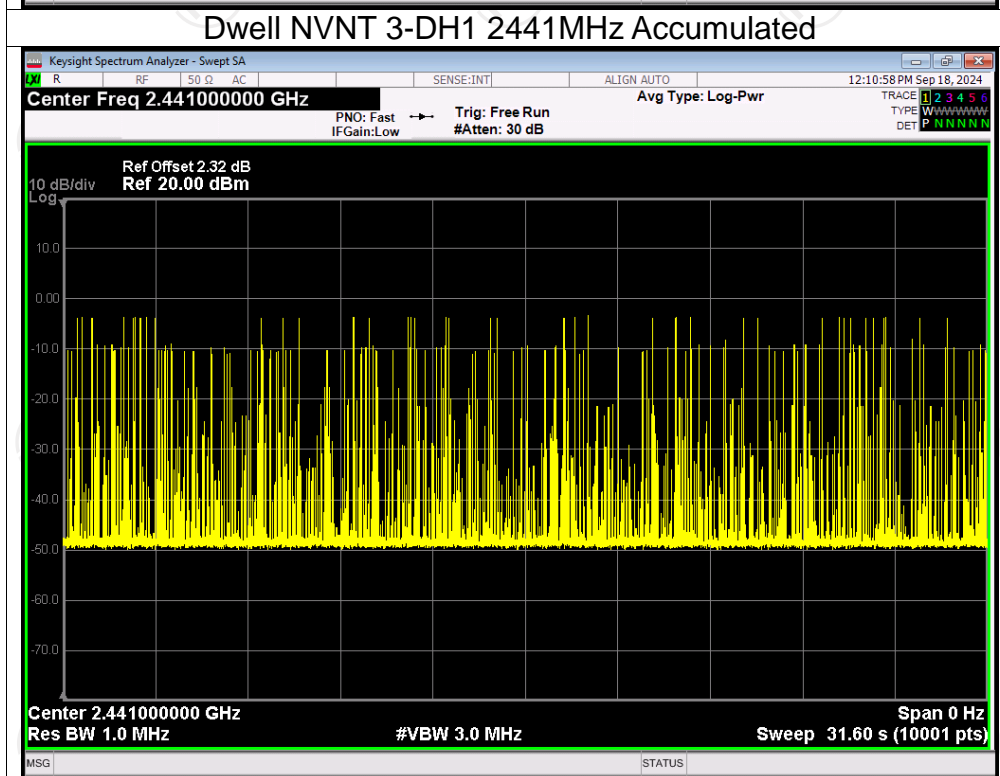 Dwell NVNT 3-DH1 2441MHz Accumulated
Keysight Spectrum Analyzer - Swept SA
LXI R RF 50 Ω AC SENSE:INT ALIGN AUTO 12:10:58 PM Sep 18, 2024
Center Freq 2.441000000 GHz Avg Type: Log-Pwr TRACE 1 2 3 4 5 6
PNO: Fast Trig: Free Run TYPE WWWWWW
IFGain:Low #Atten: 30 dB DET P N N N N N
Ref Offset 2.32 dB
10 dB/div Ref 20.00 dBm
Log
10.0
0.00
-10.0
-20.0
-30.0
-40.0
-50.0
-60.0
-70.0
Center 2.441000000 GHz Span 0 Hz
Res BW 1.0 MHz #VBW 3.0 MHz Sweep 31.60 s (10001 pts)
MSG STATUS